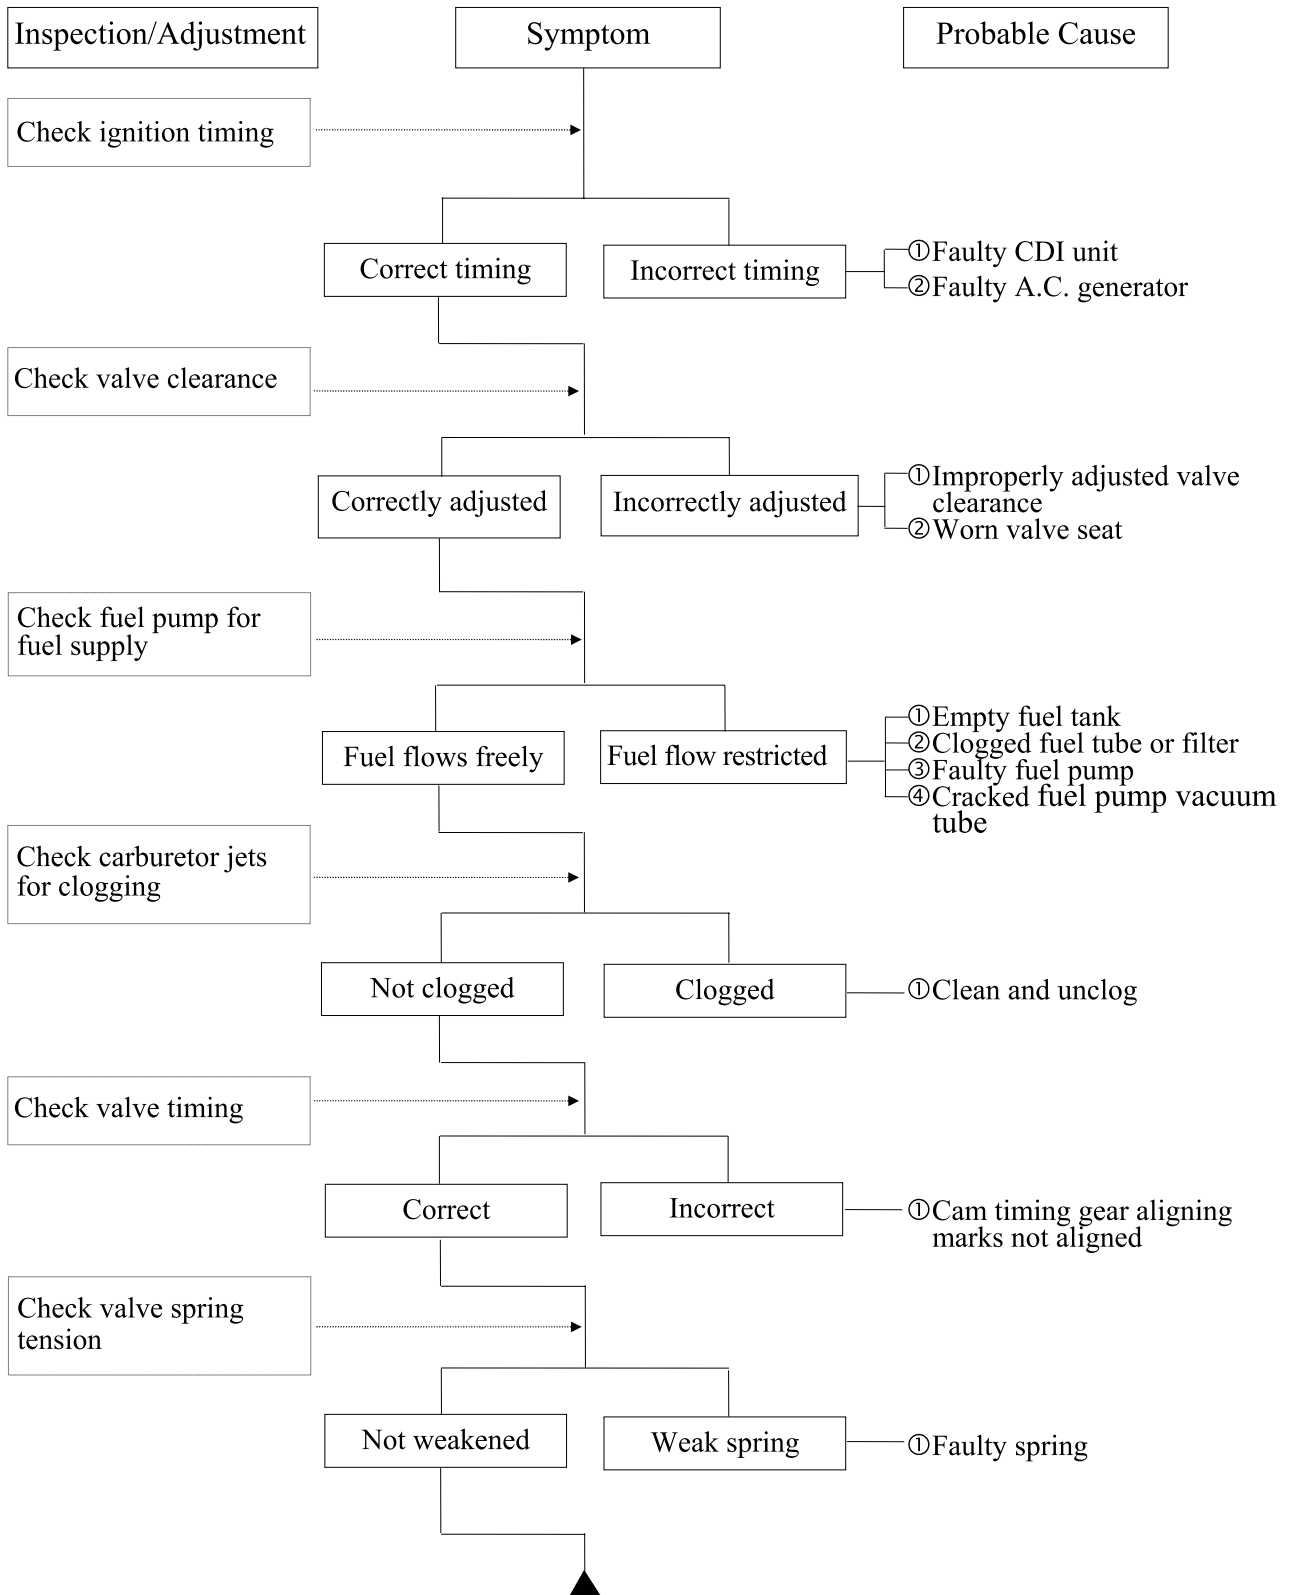 Inspection/Adjustment
Symptom
Probable Cause
Check ignition timing
Correct timing
Incorrect timing
①Faulty CDI unit
②Faulty A.C. generator
Check valve clearance
Correctly adjusted
Incorrectly adjusted
①Improperly adjusted valve
clearance
②Worn valve seat
Check fuel pump for
fuel supply
Fuel flows freely
Fuel flow restricted
①Empty fuel tank
②Clogged fuel tube or filter
③Faulty fuel pump
④Cracked fuel pump vacuum
tube
Check carburetor jets
for clogging
Not clogged
Clogged
①Clean and unclog
Check valve timing
Correct
Incorrect
①Cam timing gear aligning
marks not aligned
Check valve spring
tension
Not weakened
Weak spring
①Faulty spring